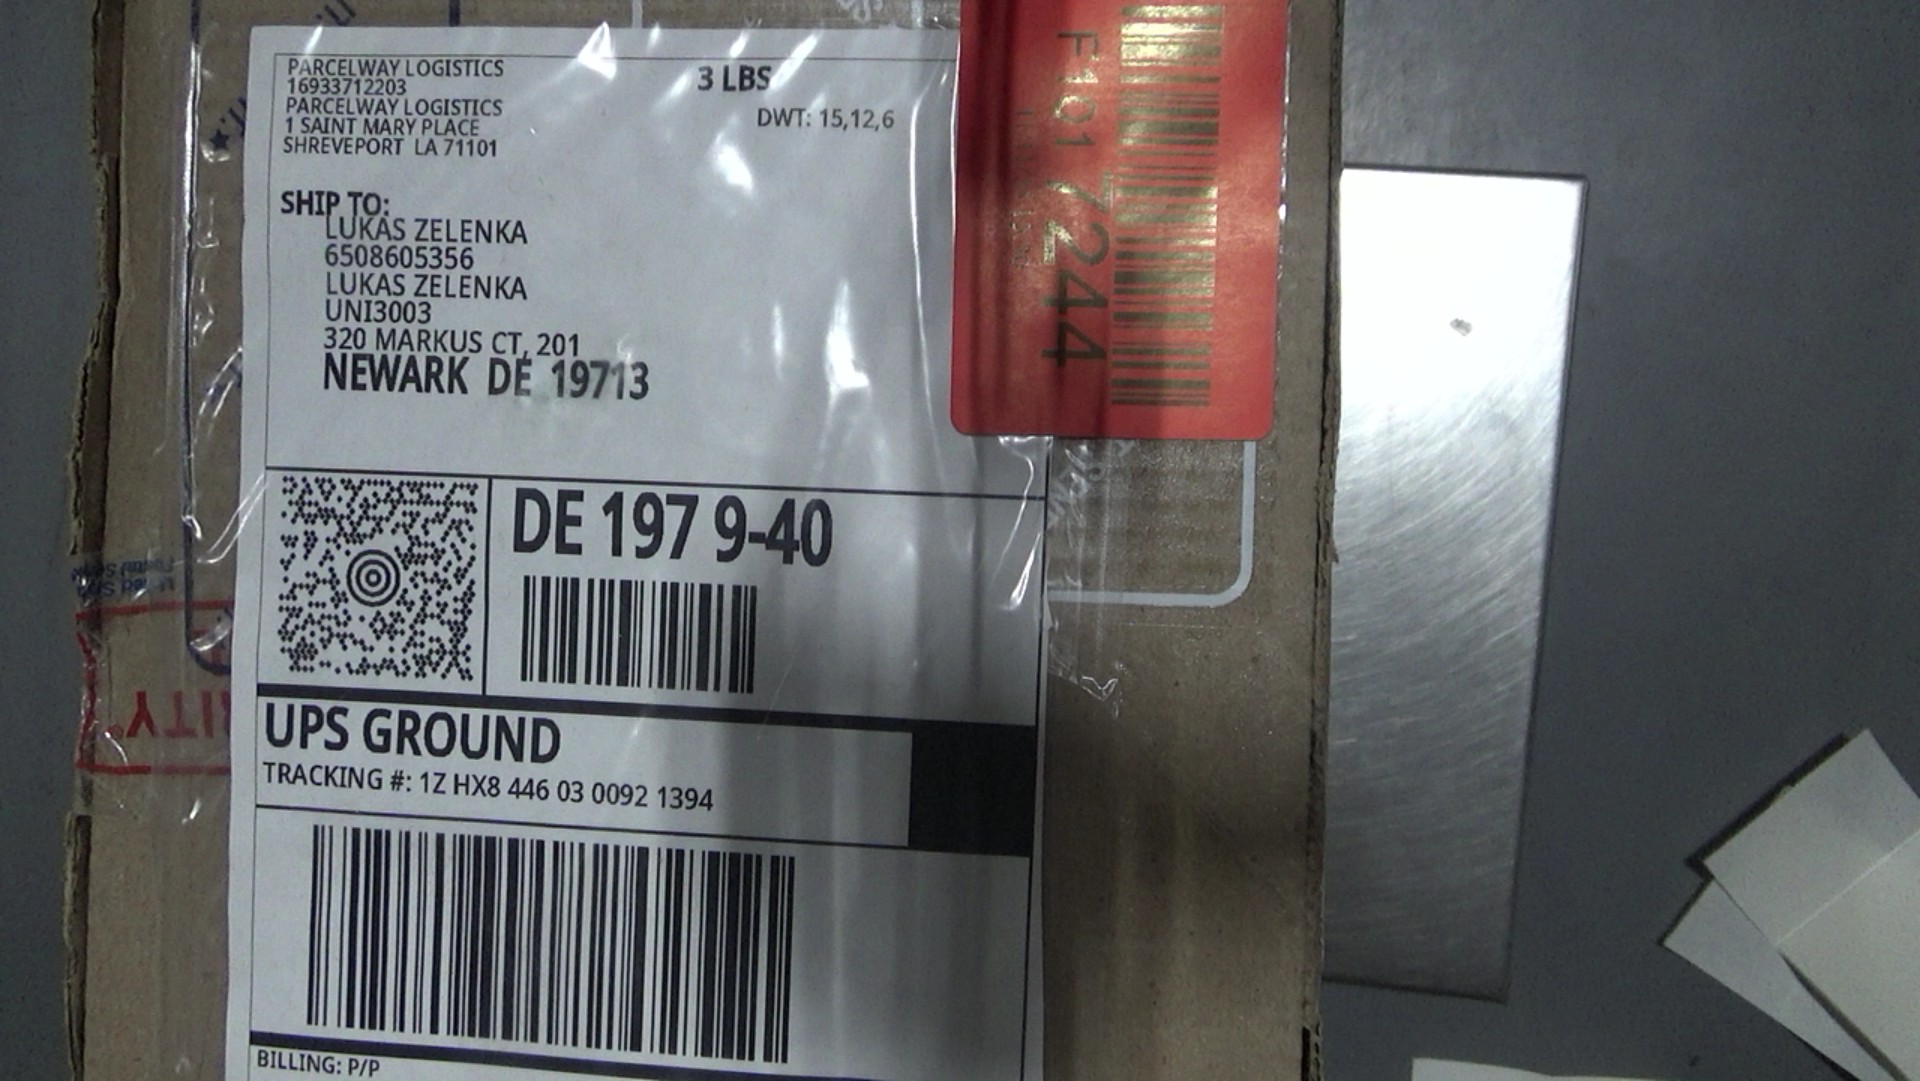 PARCELWAY LOGISTICS
16933712203
PARCELWAY LOGISTICS
1 SAINT MARY PLACE
SHREVEPORT LA 71101
3 LBS
DWT: 15,12,6
SHIP TO:
LUKAS ZELENKA
6508605356
LUKAS ZELENKA
UNI3003
320 MARKUS CT, 201
NEWARK DE 19713
DE 197 9-40
UPS GROUND
TRACKING #: 1Z HX8 446 03 0092 1394
BILLING: P/P
F101 7244
RITY